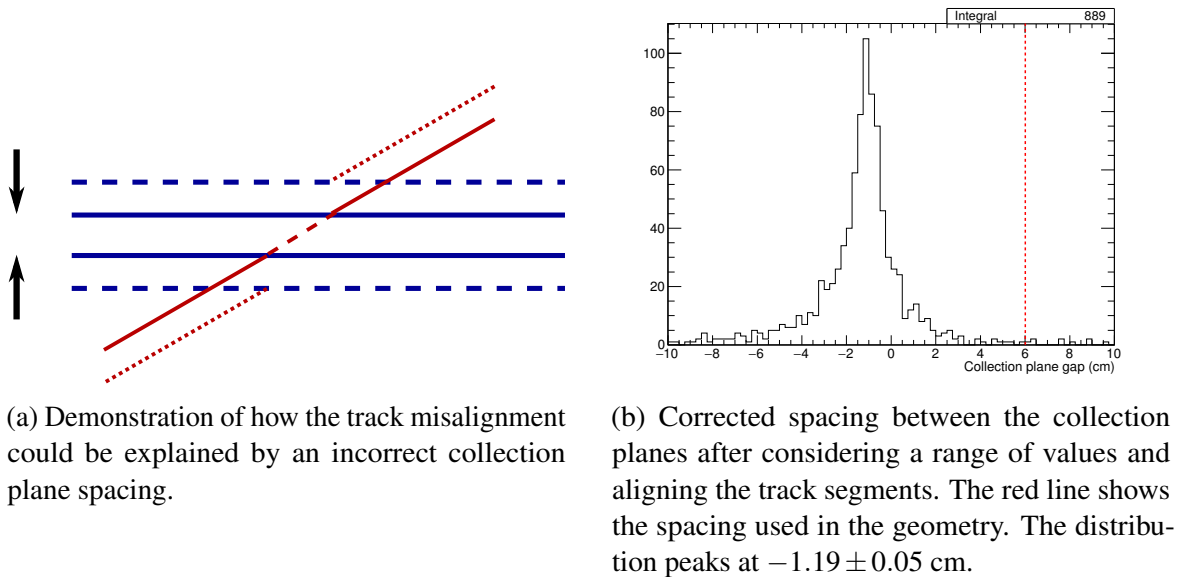 Integral 889
100
80
60
40
20
0
−10 −8 −6 −4 −2 0 2 4 6 8 10
Collection plane gap (cm)
(a) Demonstration of how the track misalignment
could be explained by an incorrect collection
plane spacing.
(b) Corrected spacing between the collection
planes after considering a range of values and
aligning the track segments. The red line shows
the spacing used in the geometry. The distribu-
tion peaks at −1.19 ± 0.05 cm.